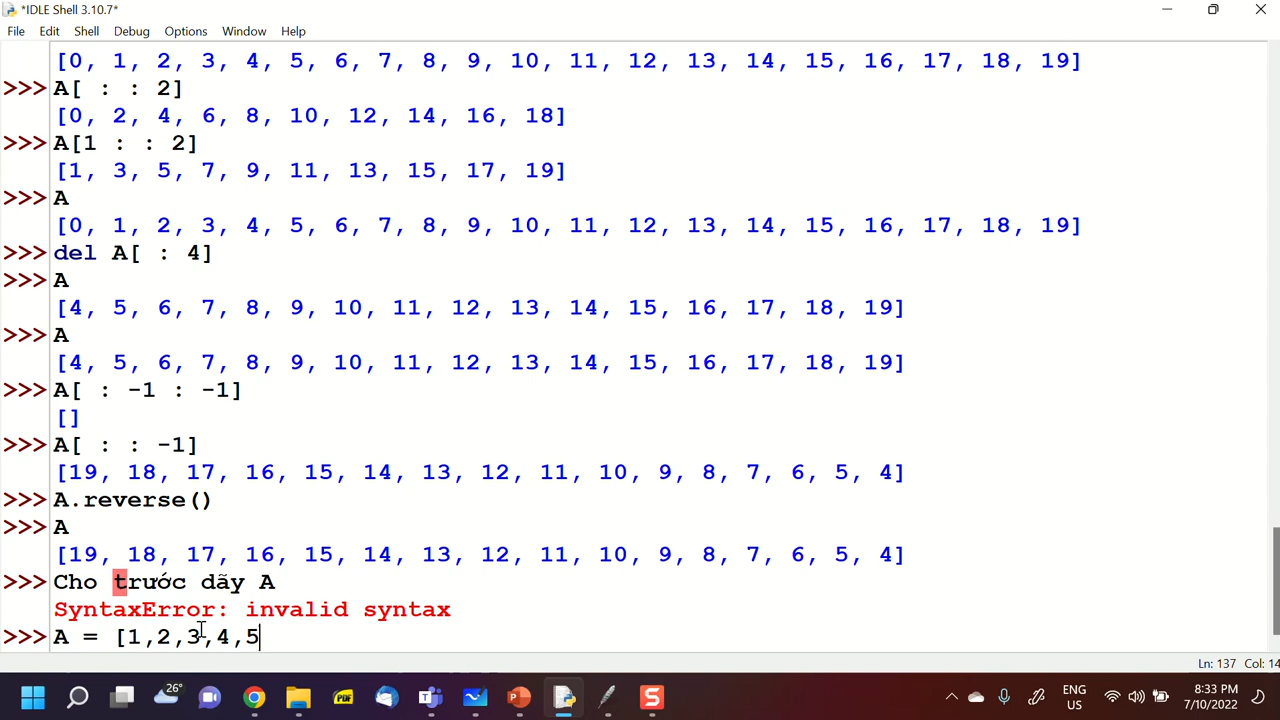 *IDLE Shell 3.10.7*
File Edit Shell Debug Options Window Help
[0, 1, 2, 3, 4, 5, 6, 7, 8, 9, 10, 11, 12, 13, 14, 15, 16, 17, 18, 19]
>>> A[ : : 2]
[0, 2, 4, 6, 8, 10, 12, 14, 16, 18]
>>> A[1 : : 2]
[1, 3, 5, 7, 9, 11, 13, 15, 17, 19]
>>> A
[0, 1, 2, 3, 4, 5, 6, 7, 8, 9, 10, 11, 12, 13, 14, 15, 16, 17, 18, 19]
>>> del A[ : 4]
>>> A
[4, 5, 6, 7, 8, 9, 10, 11, 12, 13, 14, 15, 16, 17, 18, 19]
>>> A
[4, 5, 6, 7, 8, 9, 10, 11, 12, 13, 14, 15, 16, 17, 18, 19]
>>> A[ : -1 : -1]
[]
>>> A[ : : -1]
[19, 18, 17, 16, 15, 14, 13, 12, 11, 10, 9, 8, 7, 6, 5, 4]
>>> A.reverse()
>>> A
[19, 18, 17, 16, 15, 14, 13, 12, 11, 10, 9, 8, 7, 6, 5, 4]
>>> Cho trước dãy A
SyntaxError: invalid syntax
>>> A = [1,2,3,4,5
Ln: 137 Col: 14
26°
PDF
ENG
US
8:33 PM
7/10/2022